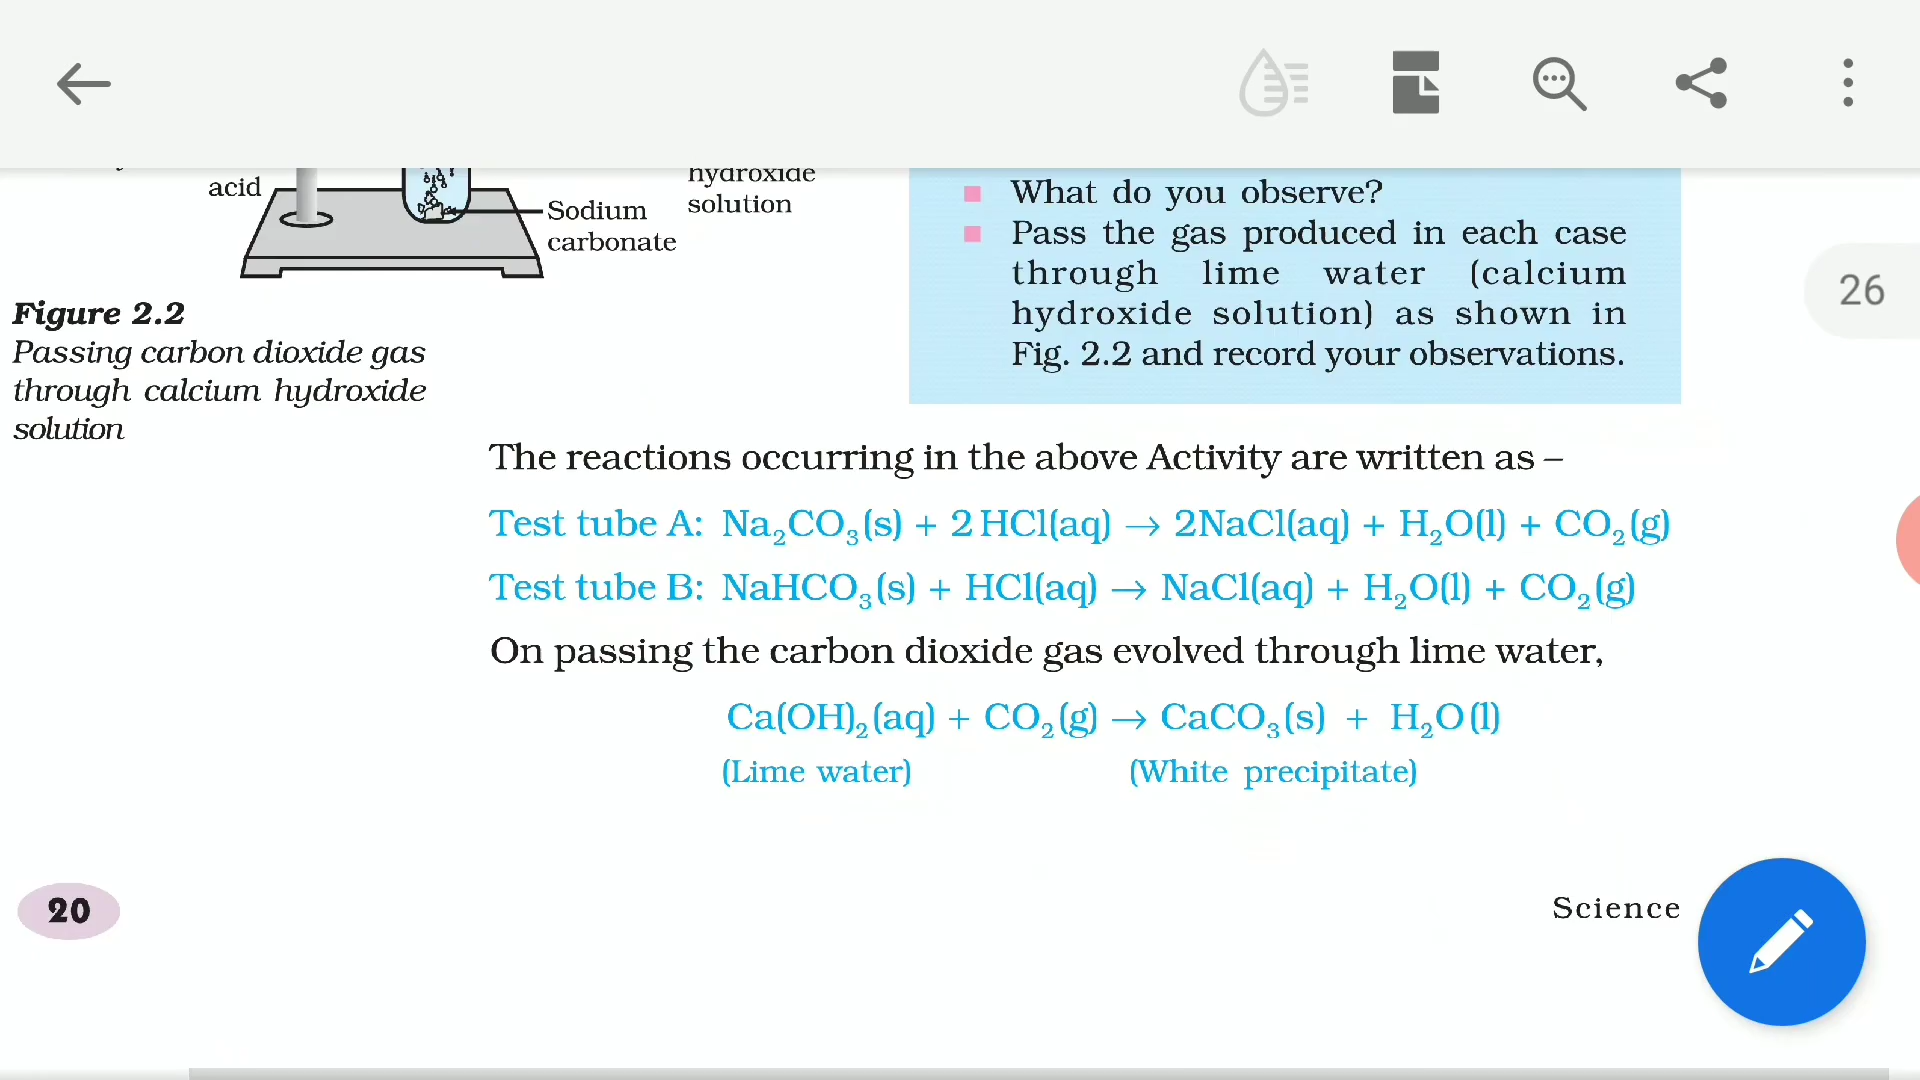 acid
Sodium
carbonate
hydroxide
solution
Figure 2.2
Passing carbon dioxide gas
through calcium hydroxide
solution
What do you observe?
Pass the gas produced in each case
through lime water (calcium
hydroxide solution) as shown in
Fig. 2.2 and record your observations.
26
The reactions occurring in the above Activity are written as –
Test tube A: Na₂CO₃(s) + 2 HCl(aq) → 2NaCl(aq) + H₂O(l) + CO₂(g)
Test tube B: NaHCO₃(s) + HCl(aq) → NaCl(aq) + H₂O(l) + CO₂(g)
On passing the carbon dioxide gas evolved through lime water,
Ca(OH)₂(aq) + CO₂(g) → CaCO₃(s) + H₂O(l)
(Lime water) (White precipitate)
20
Science